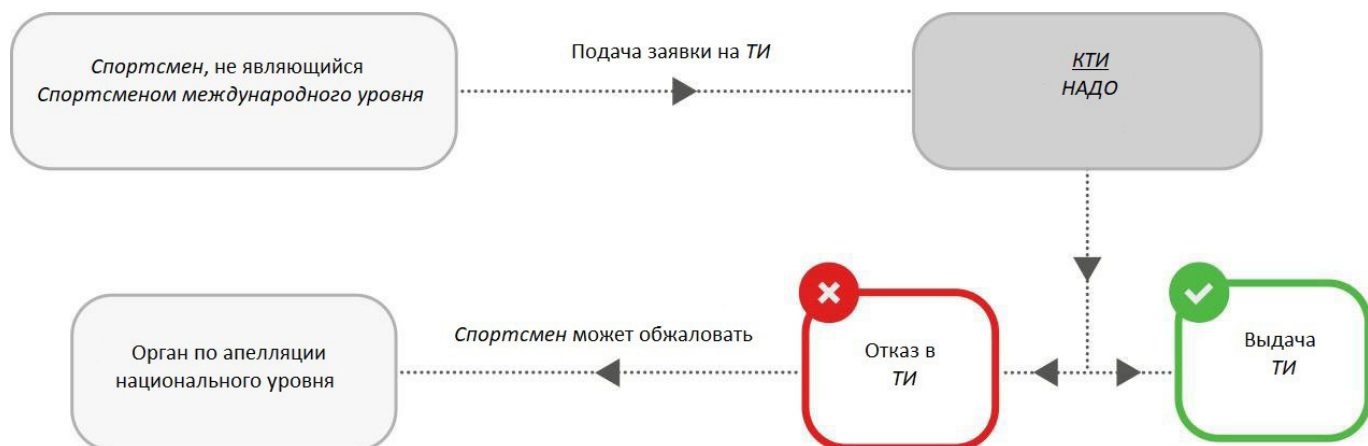 Спортсмен, не являющийся
Спортсменом международного уровня
Подача заявки на ТИ
КТИ
НАДО
Орган по апелляции
национального уровня
Спортсмен может обжаловать
Отказ в
ТИ
Выдача
ТИ